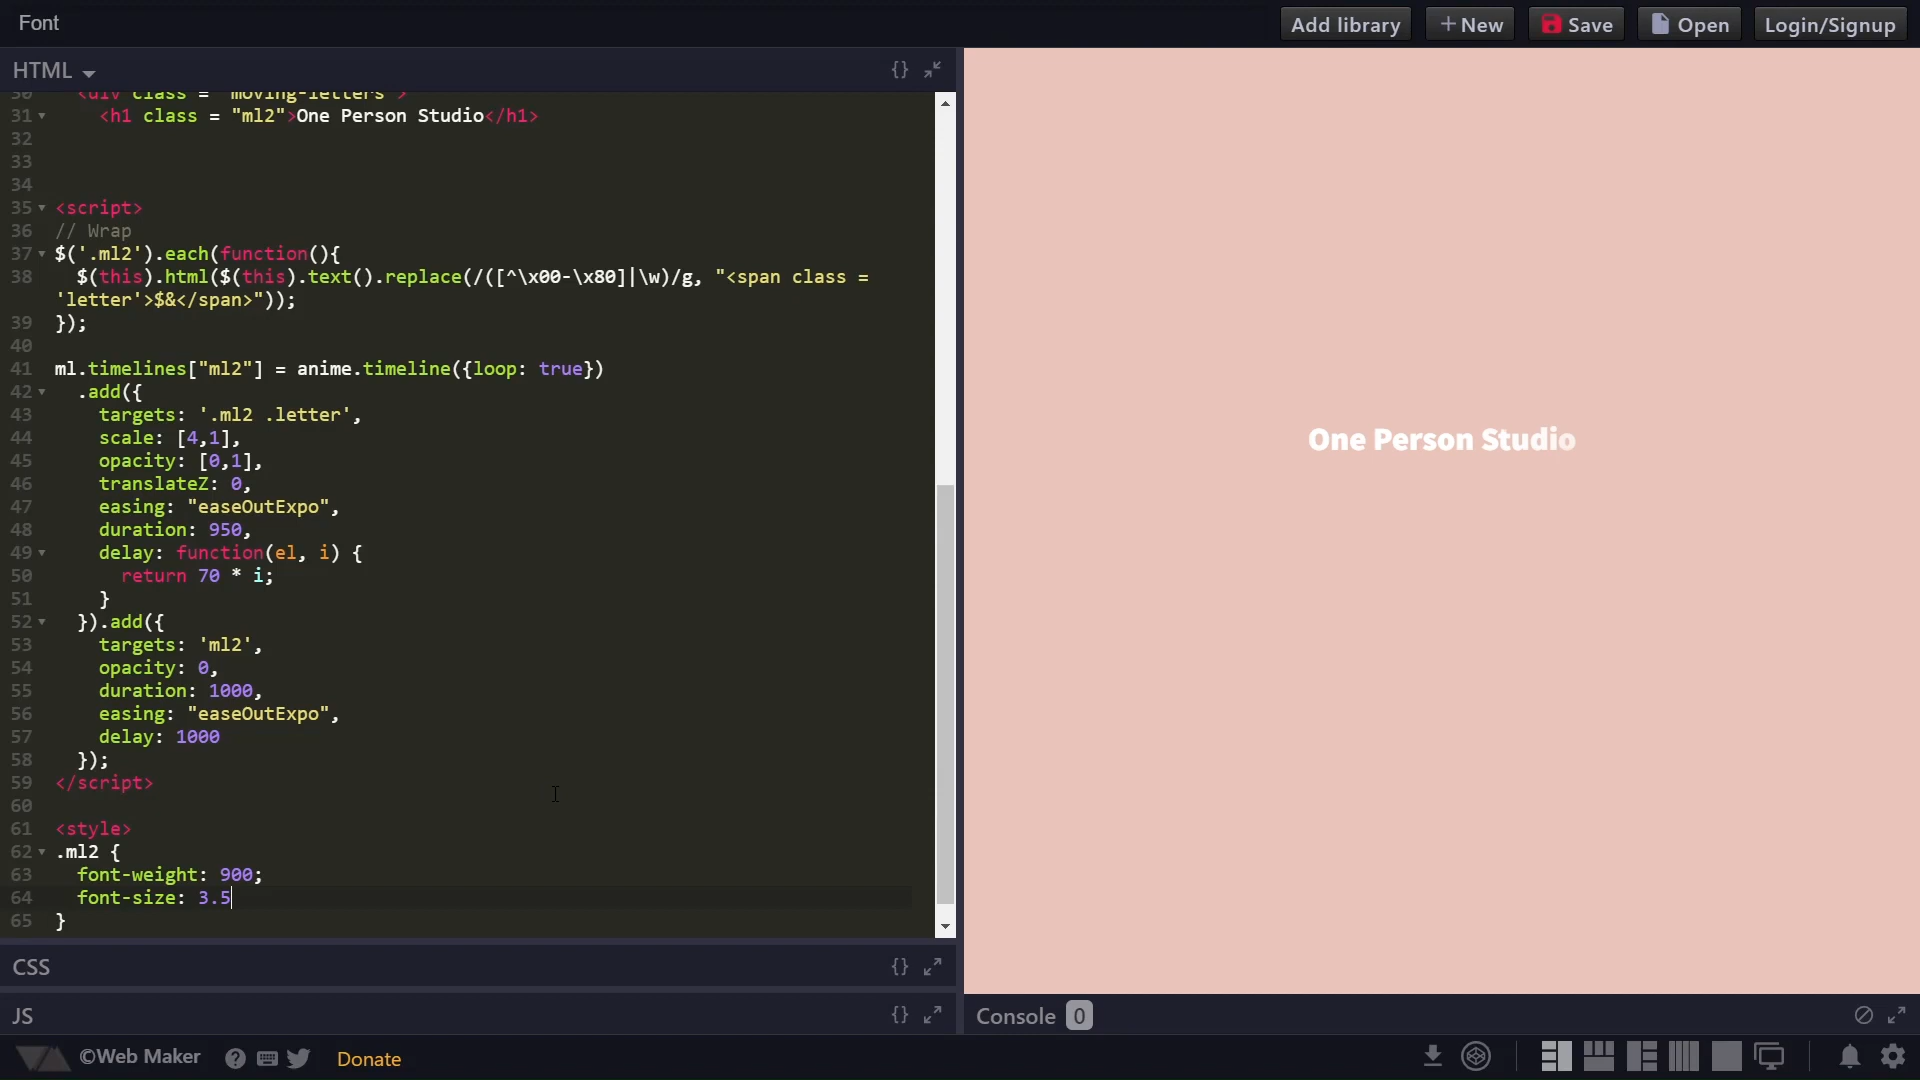 Font
Add library
+ New
Save
Open
Login/Signup
HTML
{}
30 <div class = "moving-letters">
31 <h1 class = "ml2">One Person Studio</h1>
32
33
34
35 <script>
36 // Wrap
37 $('.ml2').each(function(){
38 $(this).html($(this).text().replace(/([^\x00-\x80]|\w)/g, "<span class =
'letter'>$&</span>"));
39 });
40
41 ml.timelines["ml2"] = anime.timeline({loop: true})
42 .add({
43 targets: '.ml2 .letter',
44 scale: [4,1],
45 opacity: [0,1],
46 translateZ: 0,
47 easing: "easeOutExpo",
48 duration: 950,
49 delay: function(el, i) {
50 return 70 * i;
51 }
52 }).add({
53 targets: 'ml2',
54 opacity: 0,
55 duration: 1000,
56 easing: "easeOutExpo",
57 delay: 1000
58 });
59 </script>
60
61 <style>
62 .ml2 {
63 font-weight: 900;
64 font-size: 3.5
65 }
One Person Studio
CSS
{}
JS
{}
Console 0
©Web Maker
?
Donate